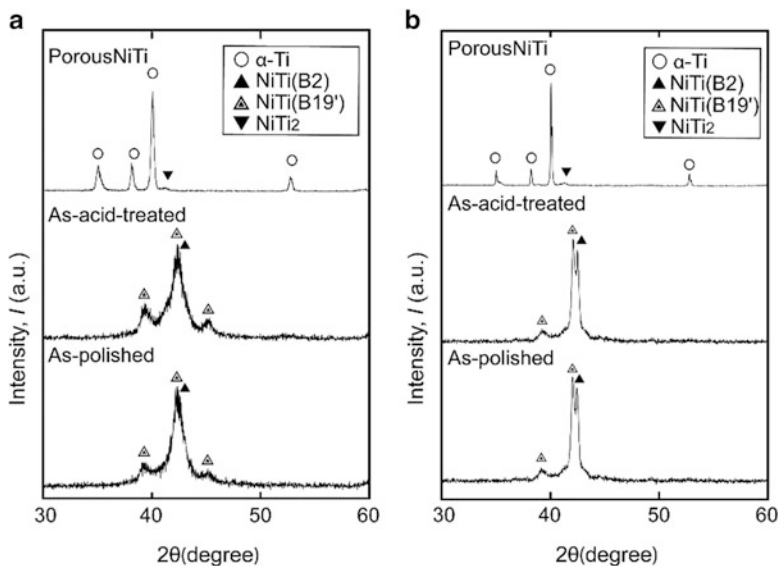 a
PorousNiTi
○ α-Ti
▲ NiTi(B2)
NiTi(B19')
▼ NiTi2
As-acid-treated
As-polished
Intensity, I (a.u.)
30 40 50 60
2θ(degree)
b
PorousNiTi
○ α-Ti
▲ NiTi(B2)
NiTi(B19')
▼ NiTi2
As-acid-treated
As-polished
Intensity, I (a.u.)
30 40 50 60
2θ(degree)